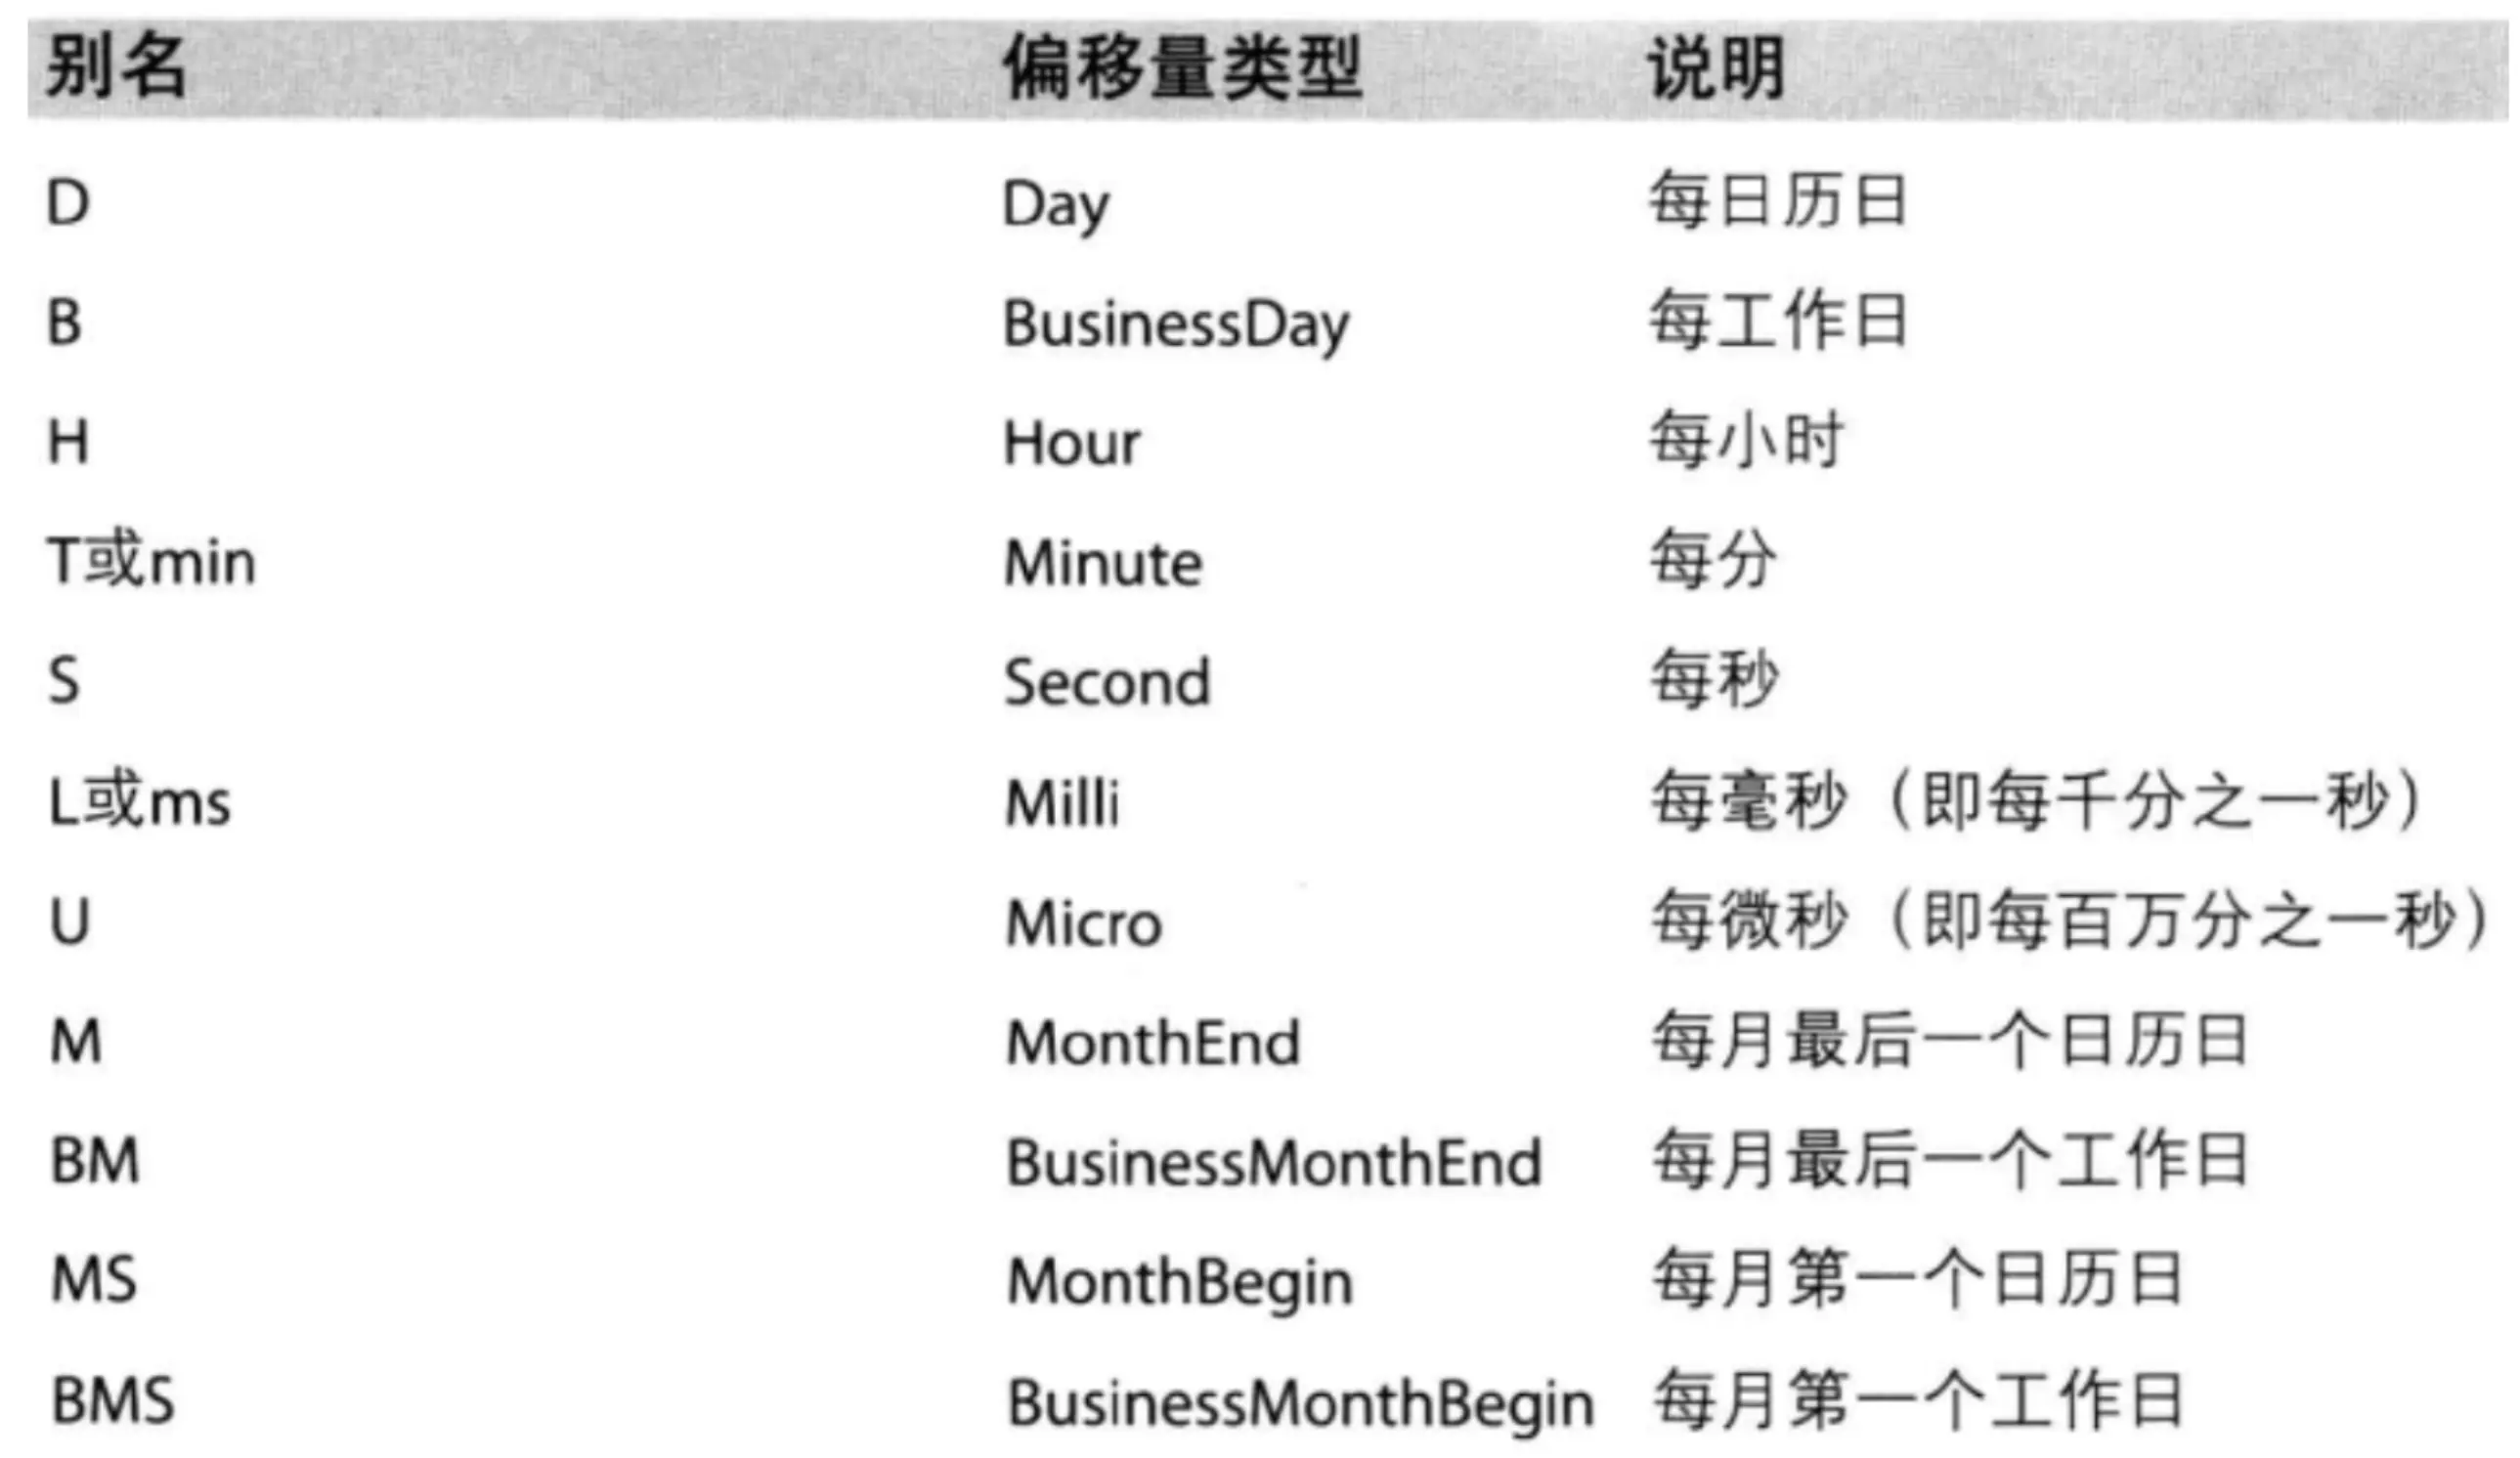 别名 偏移量类型 说明
D Day 每日历日
B BusinessDay 每工作日
H Hour 每小时
T或min Minute 每分
S Second 每秒
L或ms Milli 每毫秒（即每千分之一秒）
U Micro 每微秒（即每百万分之一秒）
M MonthEnd 每月最后一个日历日
BM BusinessMonthEnd 每月最后一个工作日
MS MonthBegin 每月第一个日历日
BMS BusinessMonthBegin 每月第一个工作日